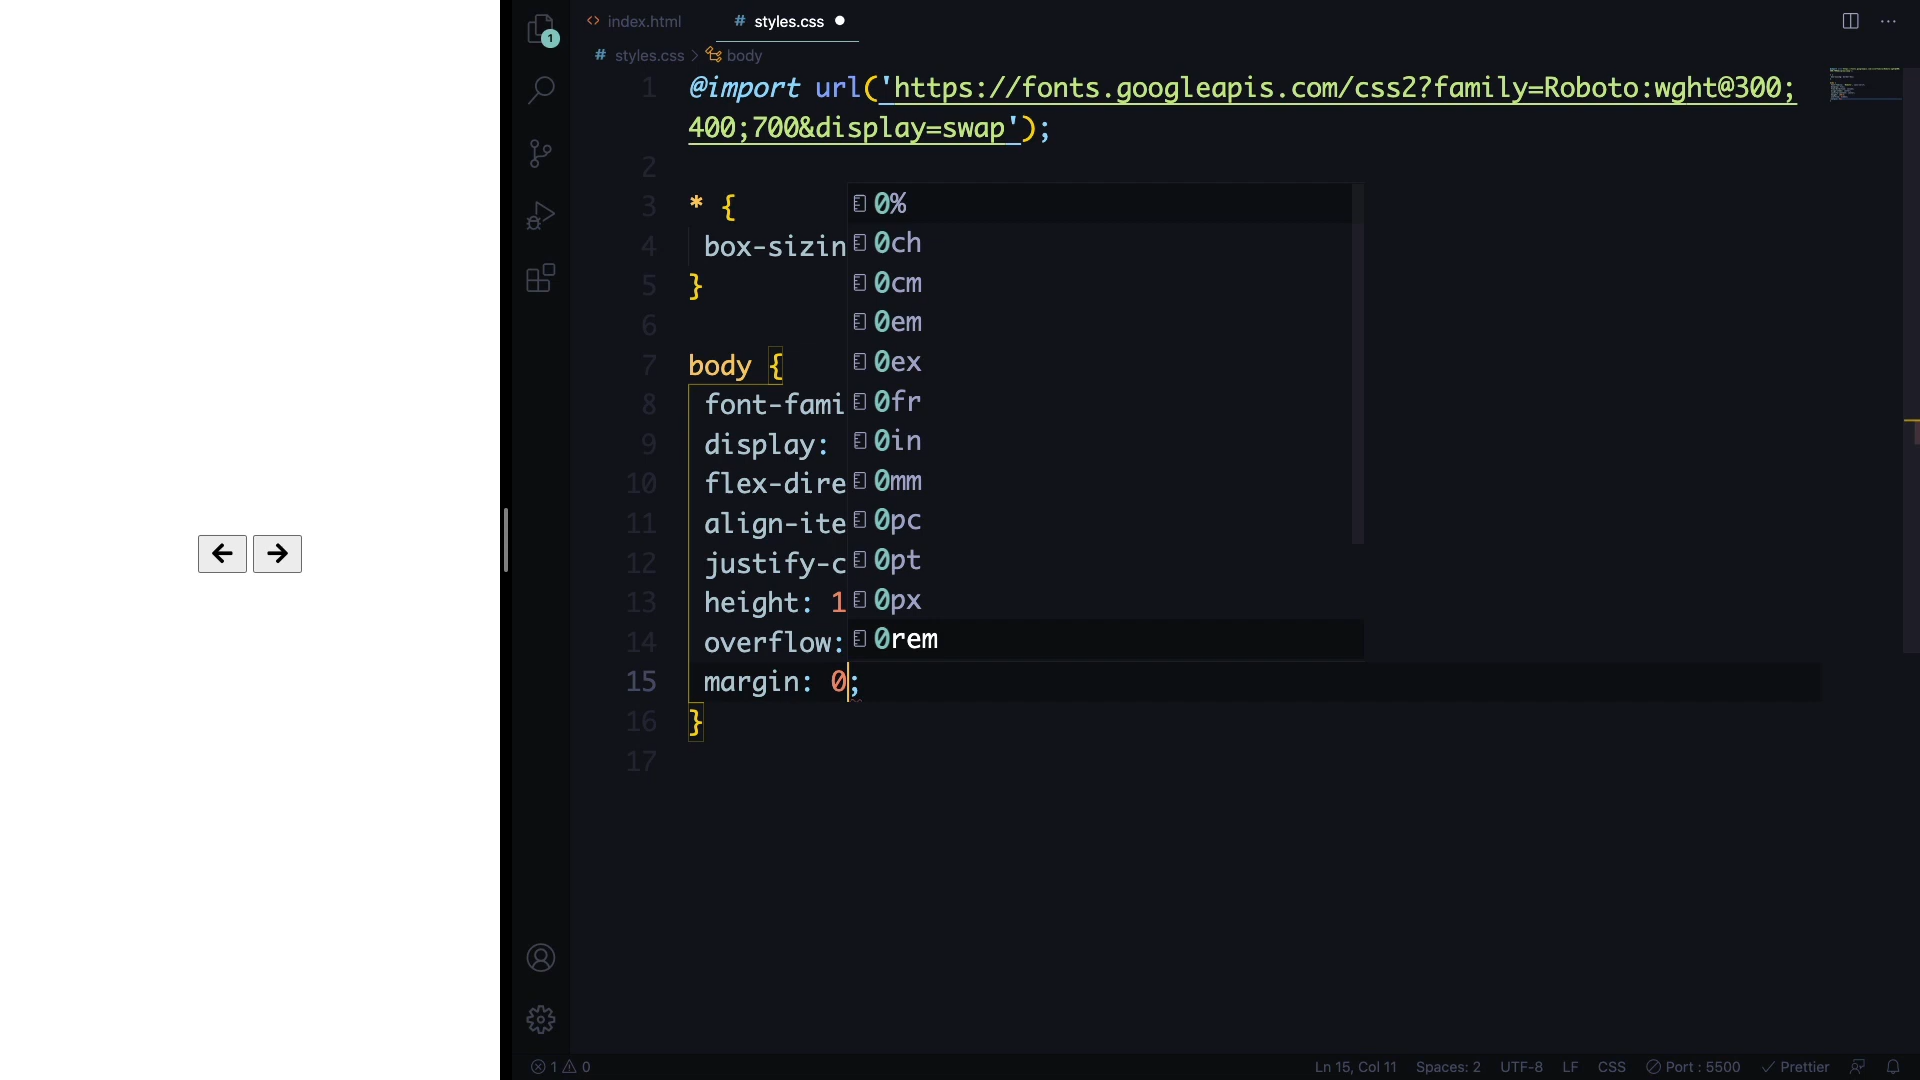 index.html
# styles.css
# styles.css > body
1
@import url('https://fonts.googleapis.com/css2?family=Roboto:wght@300;
400;700&display=swap');
2
3 * {
4 box-sizin
5 }
6
7 body {
8 font-fami
9 display:
10 flex-dire
11 align-ite
12 justify-c
13 height: 1
14 overflow:
15 margin: 0;
16 }
17
0%
0ch
0cm
0em
0ex
0fr
0in
0mm
0pc
0pt
0px
0rem
1 0
Ln 15, Col 11 Spaces: 2 UTF-8 LF CSS Port : 5500 Prettier